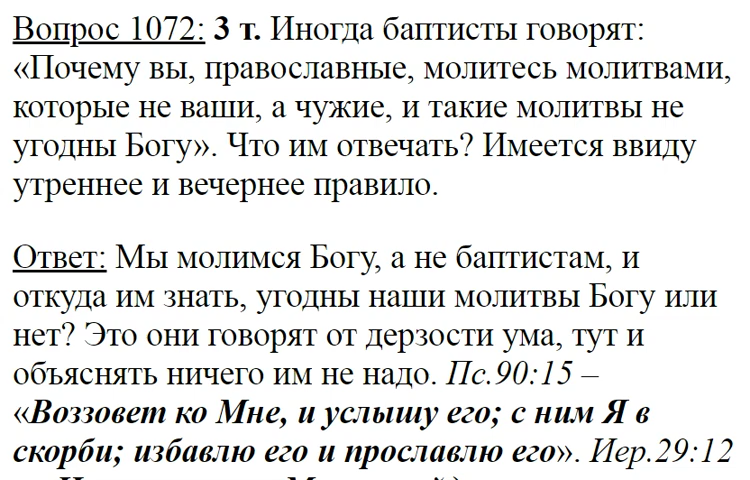 Вопрос 1072: 3 т. Иногда баптисты говорят:
«Почему вы, православные, молитесь молитвами,
которые не ваши, а чужие, и такие молитвы не
угодны Богу». Что им отвечать? Имеется ввиду
утреннее и вечернее правило.
Ответ: Мы молимся Богу, а не баптистам, и
откуда им знать, угодны наши молитвы Богу или
нет? Это они говорят от дерзости ума, тут и
объяснять ничего им не надо. Пс.90:15 –
«Воззовет ко Мне, и услышу его; с ним Я в
скорби; избавлю его и прославлю его». Иер.29:12